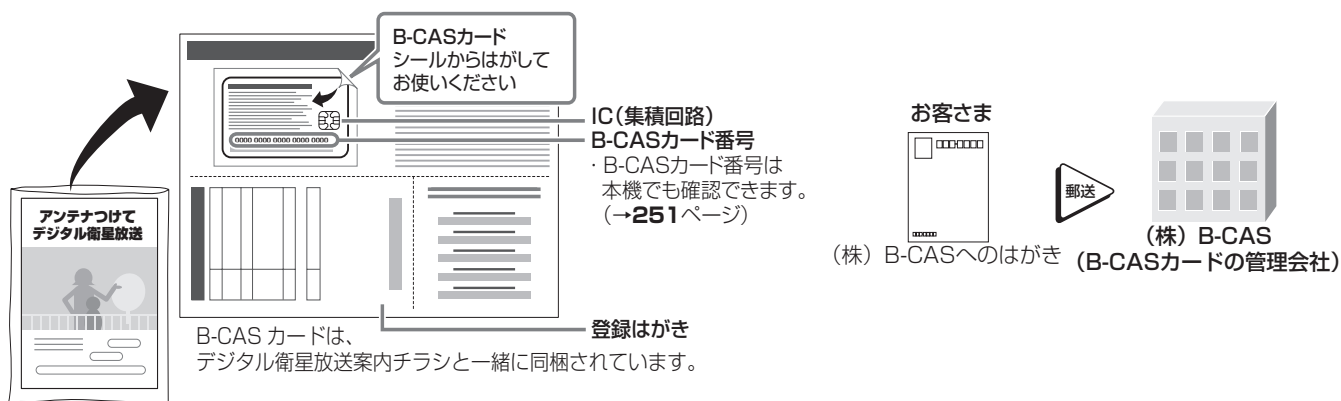 B-CASカード
シールからはがして
お使いください
0000 0000 0000 0000 0000
IC（集積回路）
B-CASカード番号
・B-CASカード番号は
本機でも確認できます。
（→251ページ）
アンテナつけて
デジタル衛星放送
登録はがき
B-CAS カードは、
デジタル衛星放送案内チラシと一緒に同梱されています。
お客さま
（株）B-CASへのはがき
郵送
（株）B-CAS
（B-CASカードの管理会社）